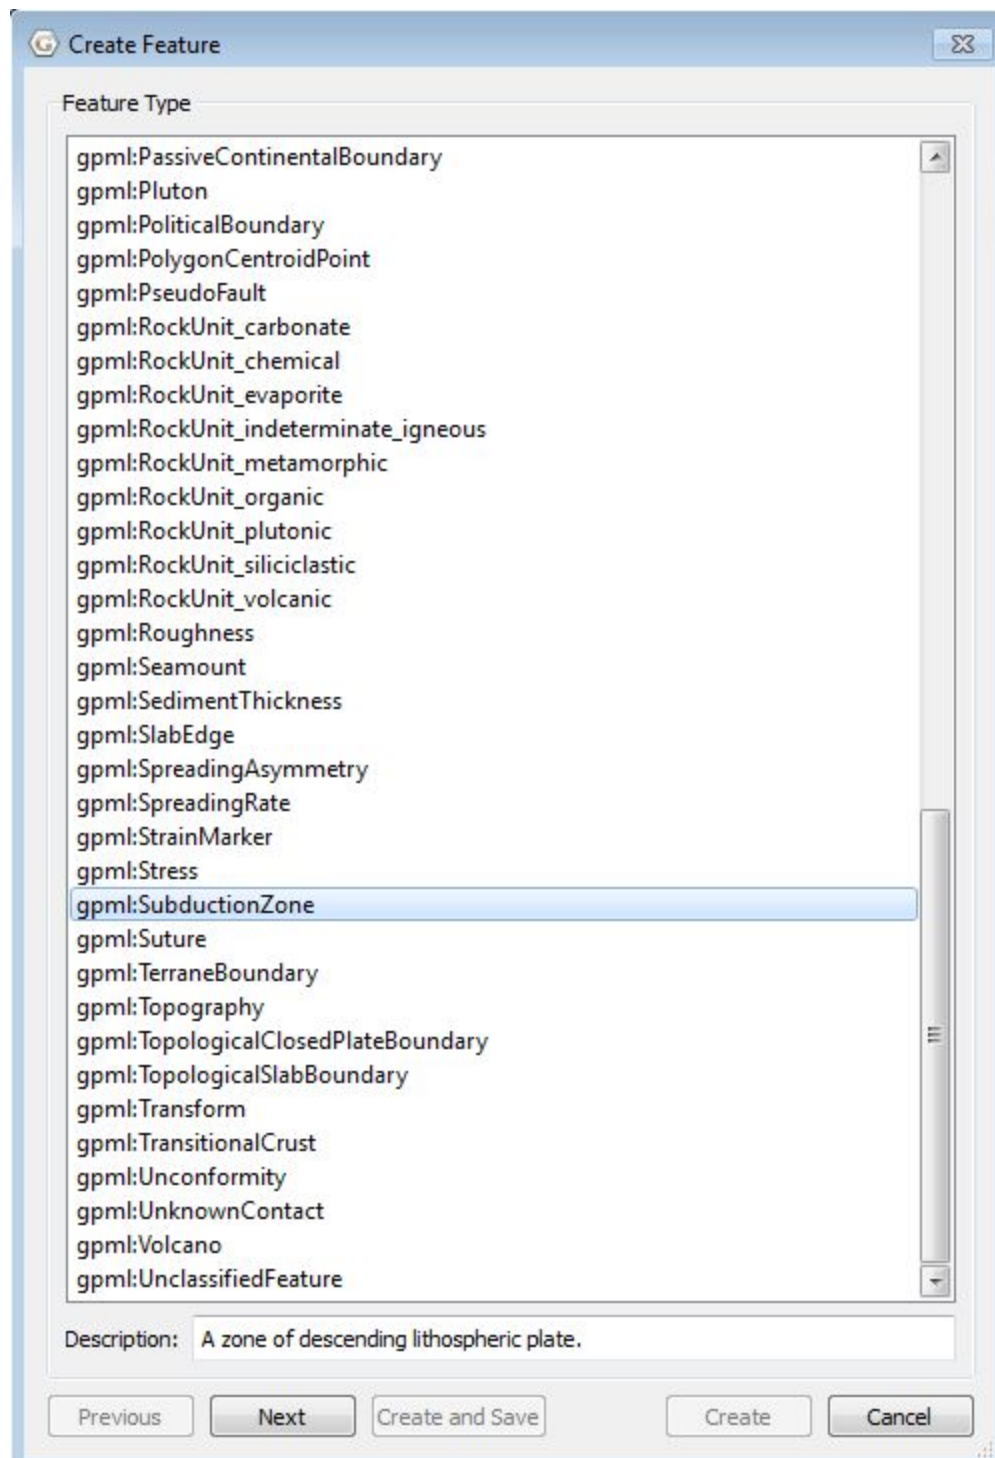 Create Feature
Feature Type
gpml:PassiveContinentalBoundary
gpml:Pluton
gpml:PoliticalBoundary
gpml:PolygonCentroidPoint
gpml:PseudoFault
gpml:RockUnit_carbonate
gpml:RockUnit_chemical
gpml:RockUnit_evaporite
gpml:RockUnit_indeterminate_igneous
gpml:RockUnit_metamorphic
gpml:RockUnit_organic
gpml:RockUnit_plutonic
gpml:RockUnit_siliciclastic
gpml:RockUnit_volcanic
gpml:Roughness
gpml:Seamount
gpml:SedimentThickness
gpml:SlabEdge
gpml:SpreadingAsymmetry
gpml:SpreadingRate
gpml:StrainMarker
gpml:Stress
gpml:SubductionZone
gpml:Suture
gpml:TerraneBoundary
gpml:Topography
gpml:TopologicalClosedPlateBoundary
gpml:TopologicalSlabBoundary
gpml:Transform
gpml:TransitionalCrust
gpml:Unconformity
gpml:UnknownContact
gpml:Volcano
gpml:UnclassifiedFeature
Description: A zone of descending lithospheric plate.
Previous Next Create and Save Create Cancel